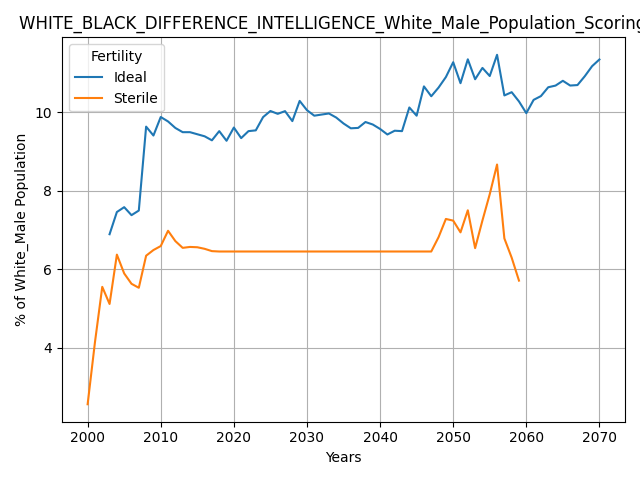 WHITE_BLACK_DIFFERENCE_INTELLIGENCE_White_Male_Population_Scoring
Fertility
Ideal
Sterile
% of White_Male Population
10
8
6
4
2000 2010 2020 2030 2040 2050 2060 2070
Years